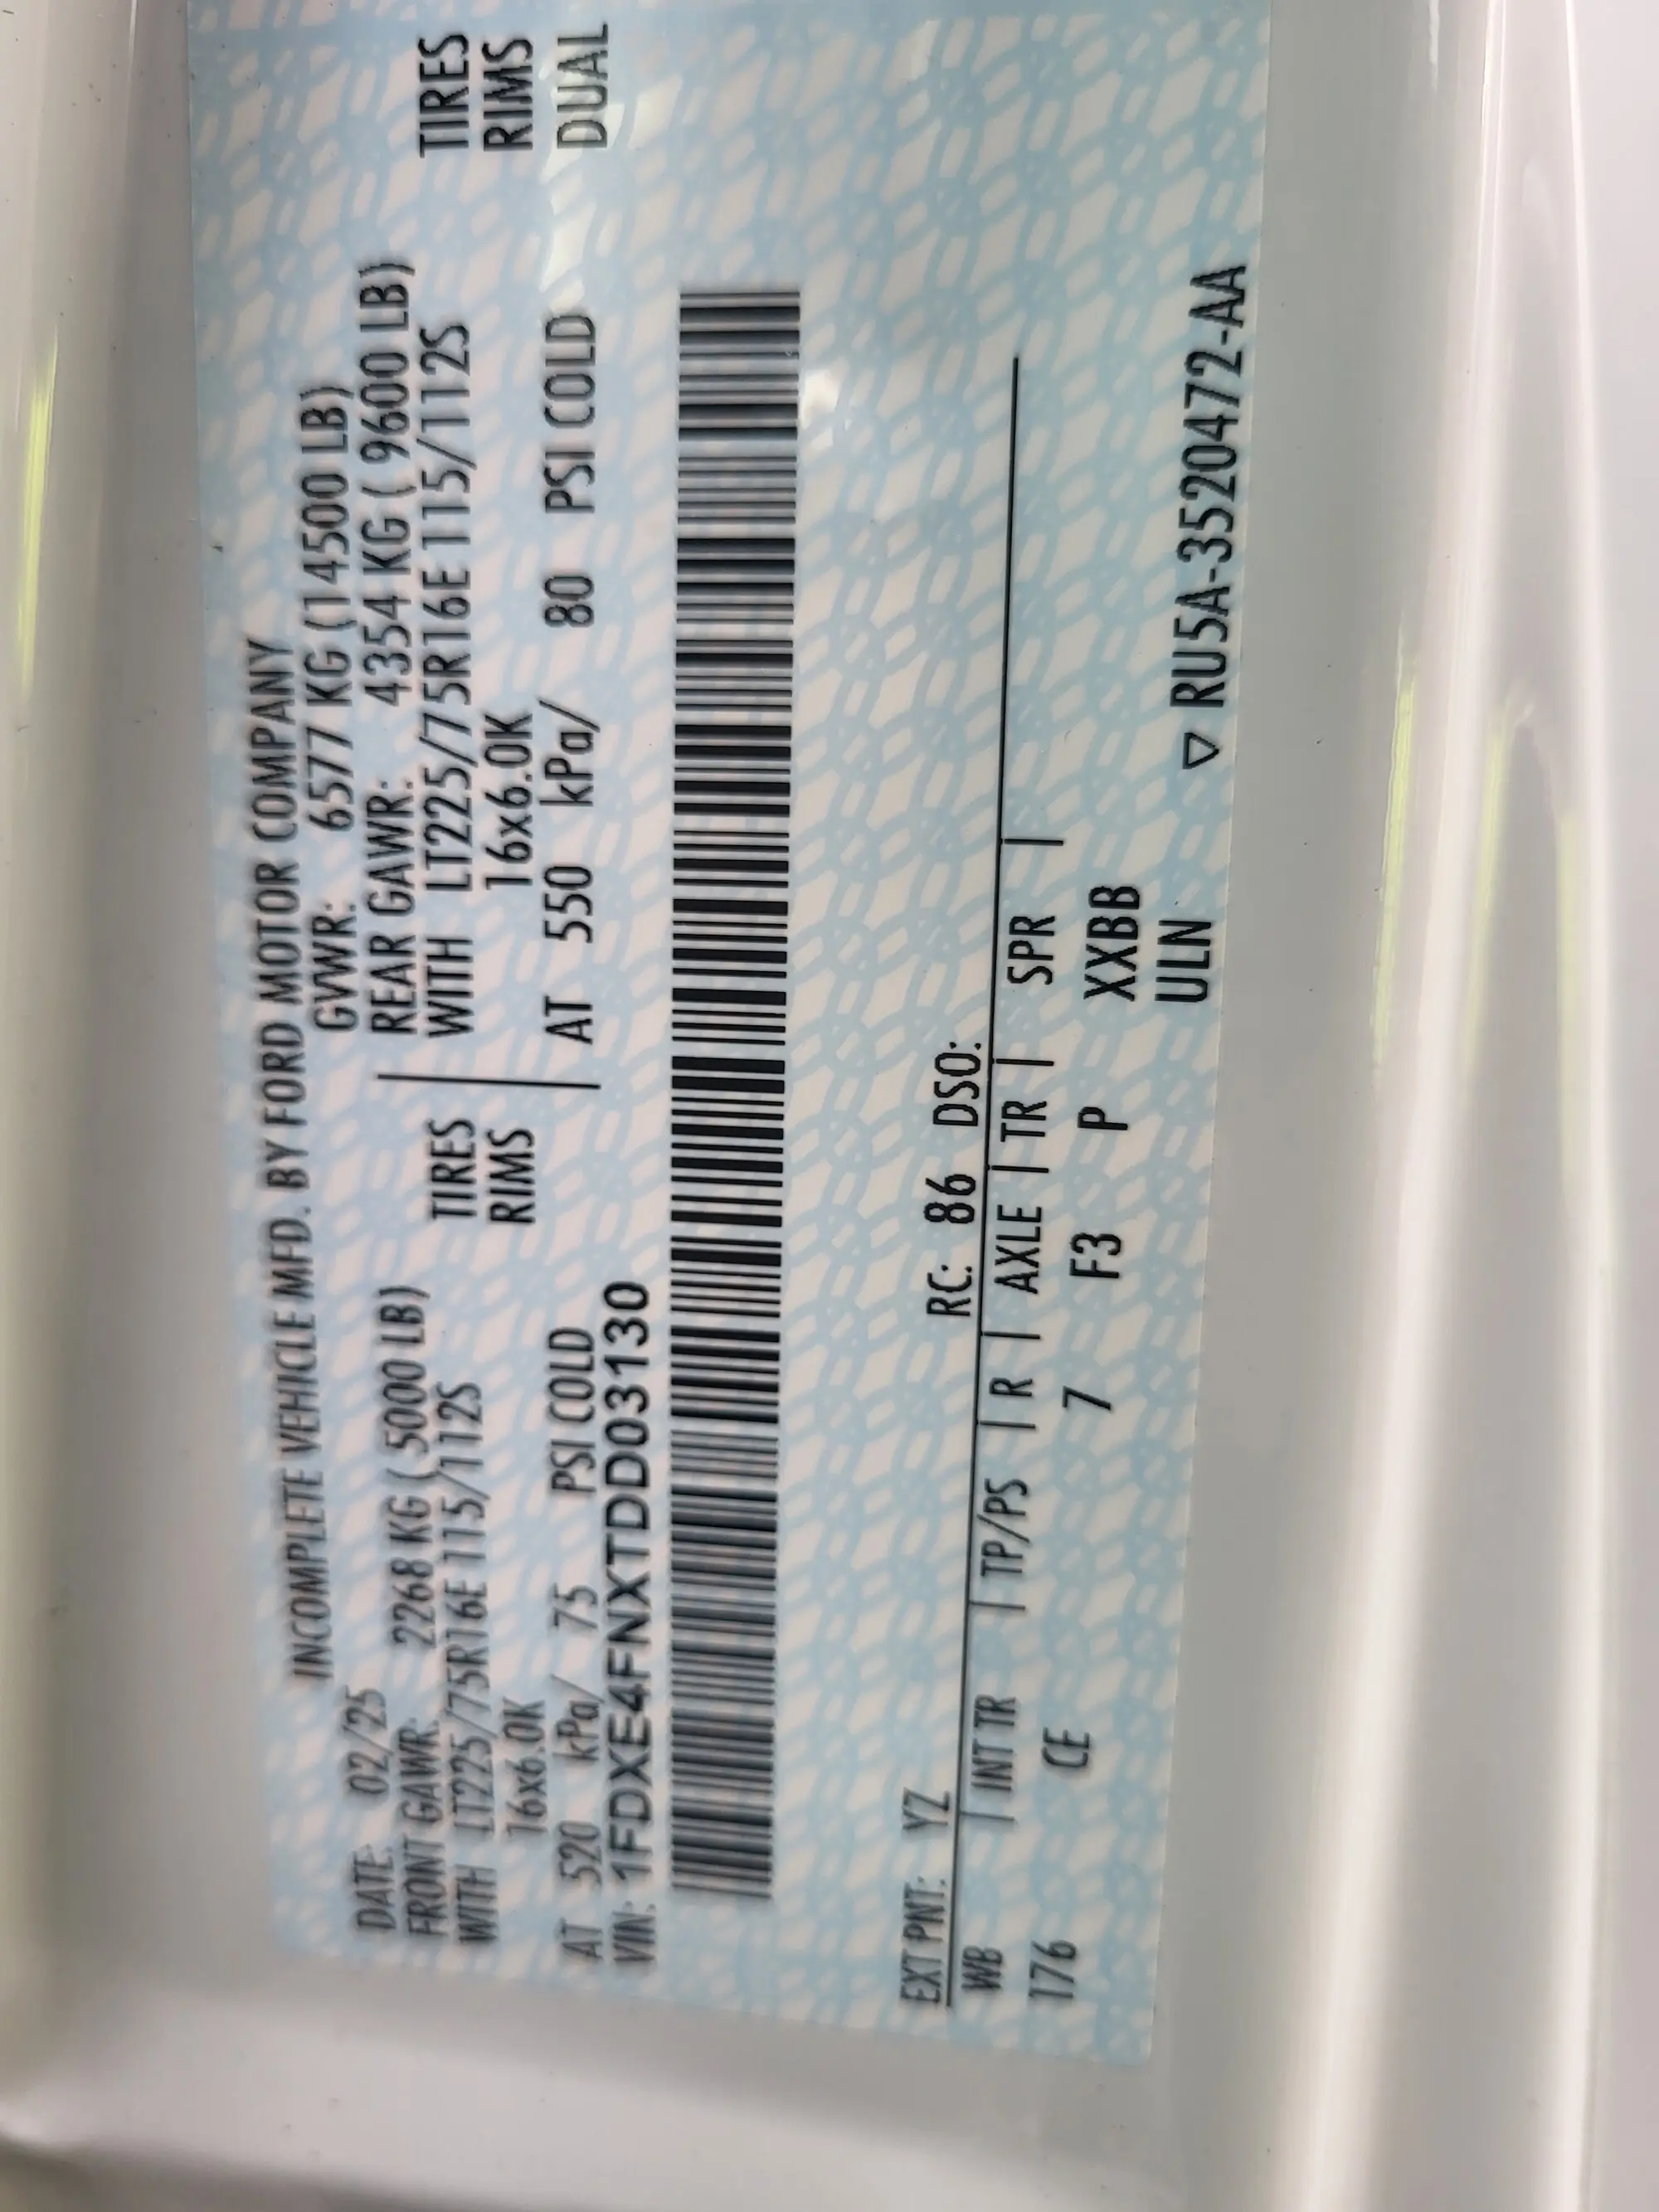 INCOMPLETE VEHICLE MFD. BY FORD MOTOR COMPANY
DATE: 02/25 GVWR: 6577 KG (14500 LB)
FRONT GAWR: 2268 KG ( 5000 LB) REAR GAWR: 4354 KG ( 9600 LB)
WITH LT225/75R16E 115/112S TIRES WITH LT225/75R16E 115/112S TIRES
16x6.0K RIMS 16x6.0K RIMS
AT 520 kPa/ 75 PSI COLD AT 550 kPa/ 80 PSI COLD DUAL
VIN: 1FDXE4FNXTDD03130
EXT PNT: YZ RC: 86 DSO:
WB | INT TR | TP/PS | R | AXLE | TR | SPR |
176 CE 7 F3 P XXBB
ULN ▽ RU5A-3520472-AA